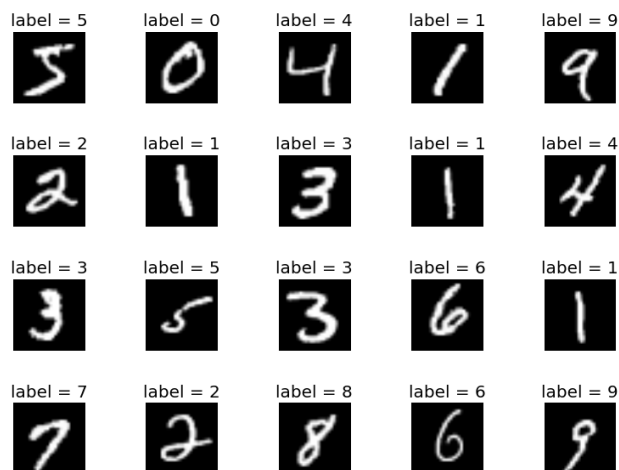 label = 5 label = 0 label = 4 label = 1 label = 9
5 0 4 1 9
label = 2 label = 1 label = 3 label = 1 label = 4
2 1 3 1 4
label = 3 label = 5 label = 3 label = 6 label = 1
3 5 3 6 1
label = 7 label = 2 label = 8 label = 6 label = 9
7 2 8 6 9